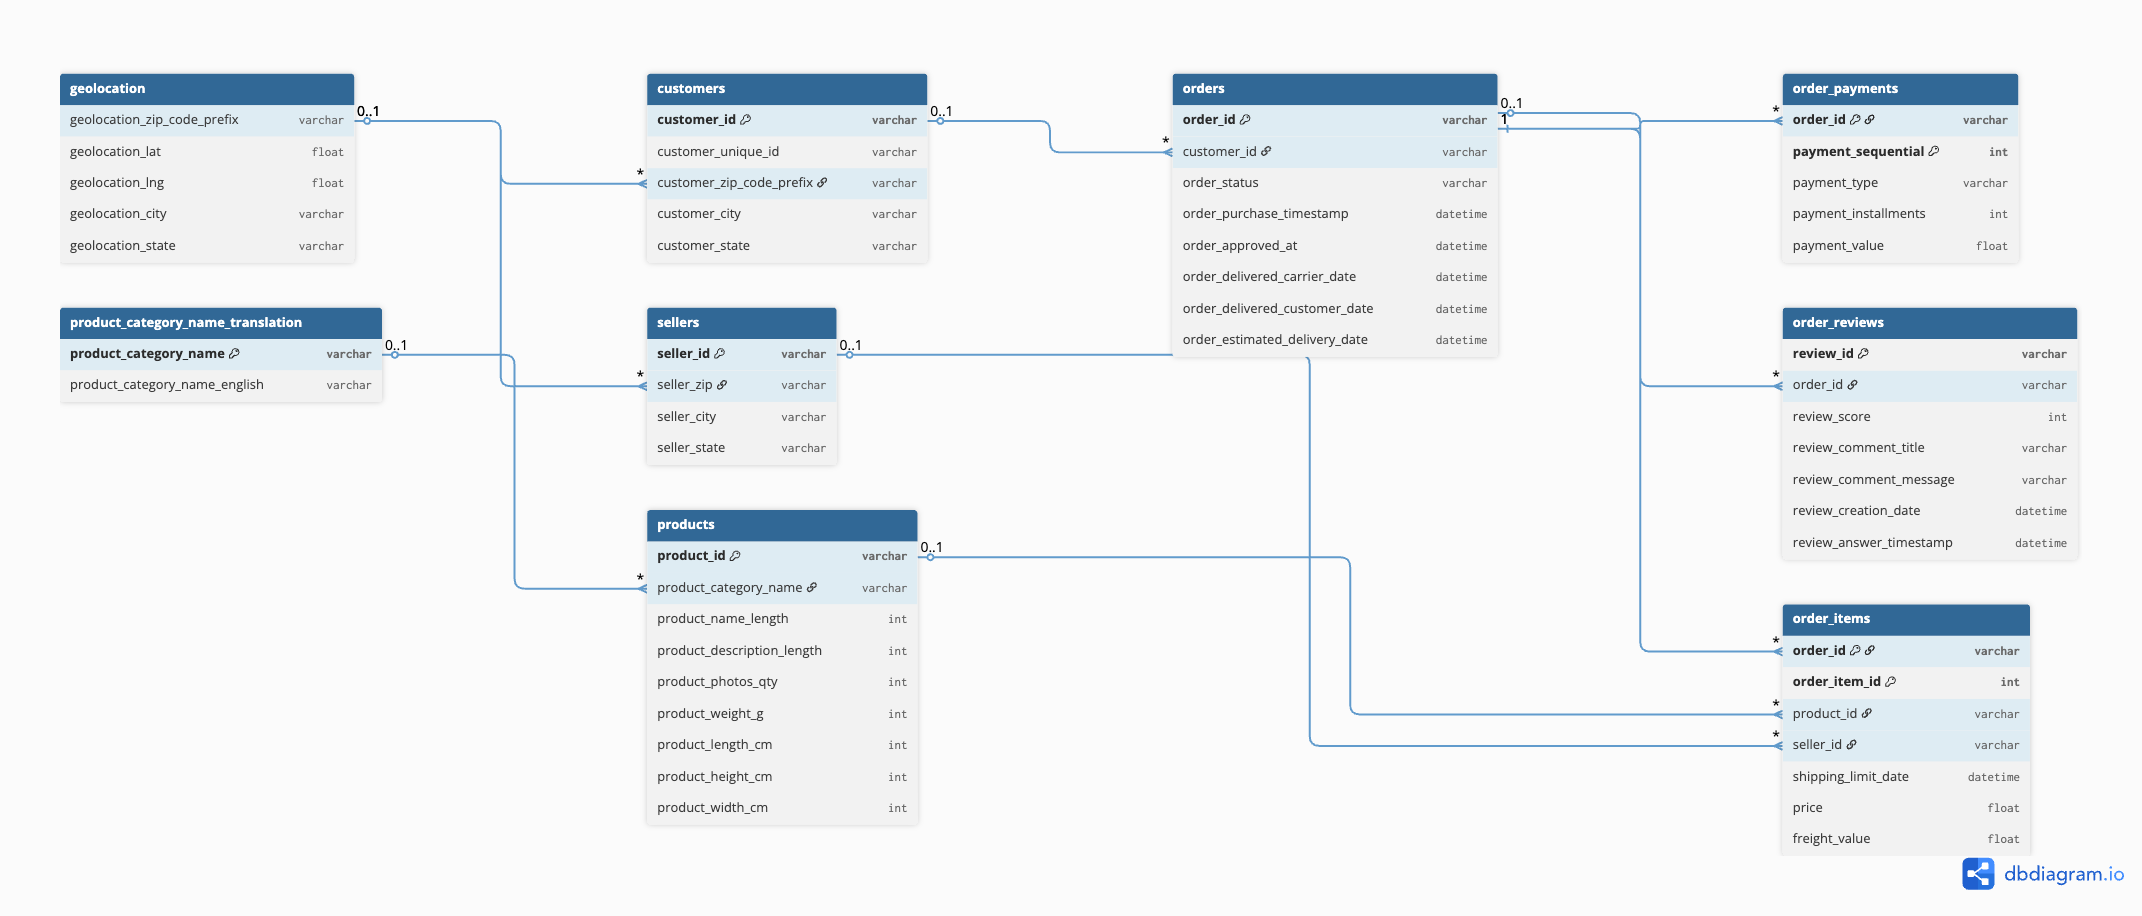 geolocation
geolocation_zip_code_prefix varchar
geolocation_lat float
geolocation_lng float
geolocation_city varchar
geolocation_state varchar
0..1
product_category_name_translation
product_category_name varchar
product_category_name_english varchar
0..1
customers
customer_id varchar
customer_unique_id varchar
* customer_zip_code_prefix varchar
customer_city varchar
customer_state varchar
0..1
sellers
seller_id varchar
* seller_zip varchar
seller_city varchar
seller_state varchar
0..1
products
product_id varchar
* product_category_name varchar
product_name_length int
product_description_length int
product_photos_qty int
product_weight_g int
product_length_cm int
product_height_cm int
product_width_cm int
0..1
orders
order_id varchar
* customer_id varchar
order_status varchar
order_purchase_timestamp datetime
order_approved_at datetime
order_delivered_carrier_date datetime
order_delivered_customer_date datetime
order_estimated_delivery_date datetime
0..1
1
order_payments
* order_id varchar
payment_sequential int
payment_type varchar
payment_installments int
payment_value float
order_reviews
review_id varchar
* order_id varchar
review_score int
review_comment_title varchar
review_comment_message varchar
review_creation_date datetime
review_answer_timestamp datetime
order_items
* order_id varchar
order_item_id int
* product_id varchar
* seller_id varchar
shipping_limit_date datetime
price float
freight_value float
dbdiagram.io